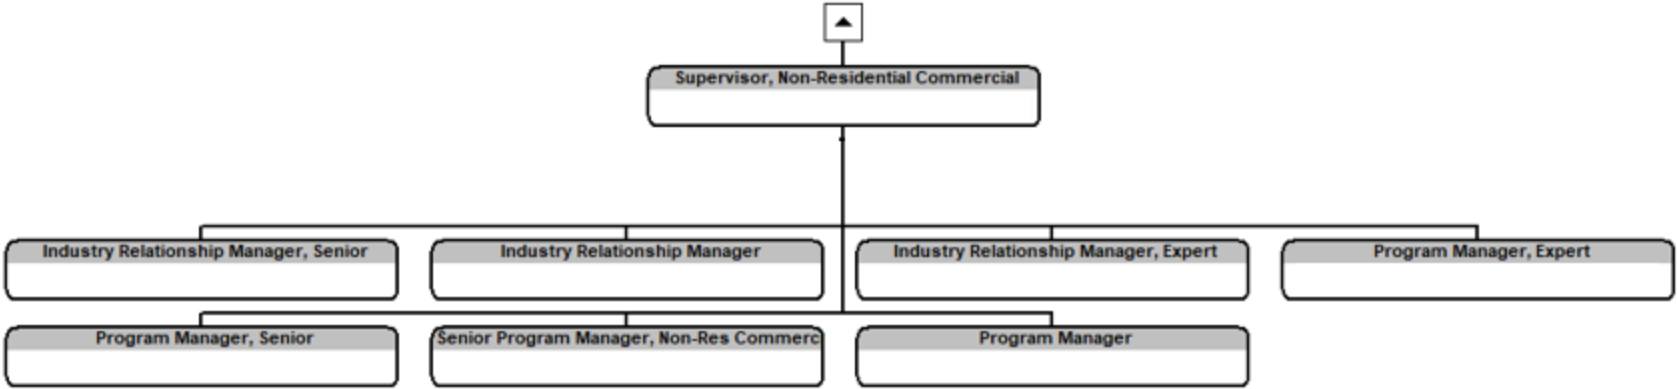 Supervisor, Non-Residential Commercial
Industry Relationship Manager, Senior
Industry Relationship Manager
Industry Relationship Manager, Expert
Program Manager, Expert
Program Manager, Senior
Senior Program Manager, Non-Res Commerc
Program Manager